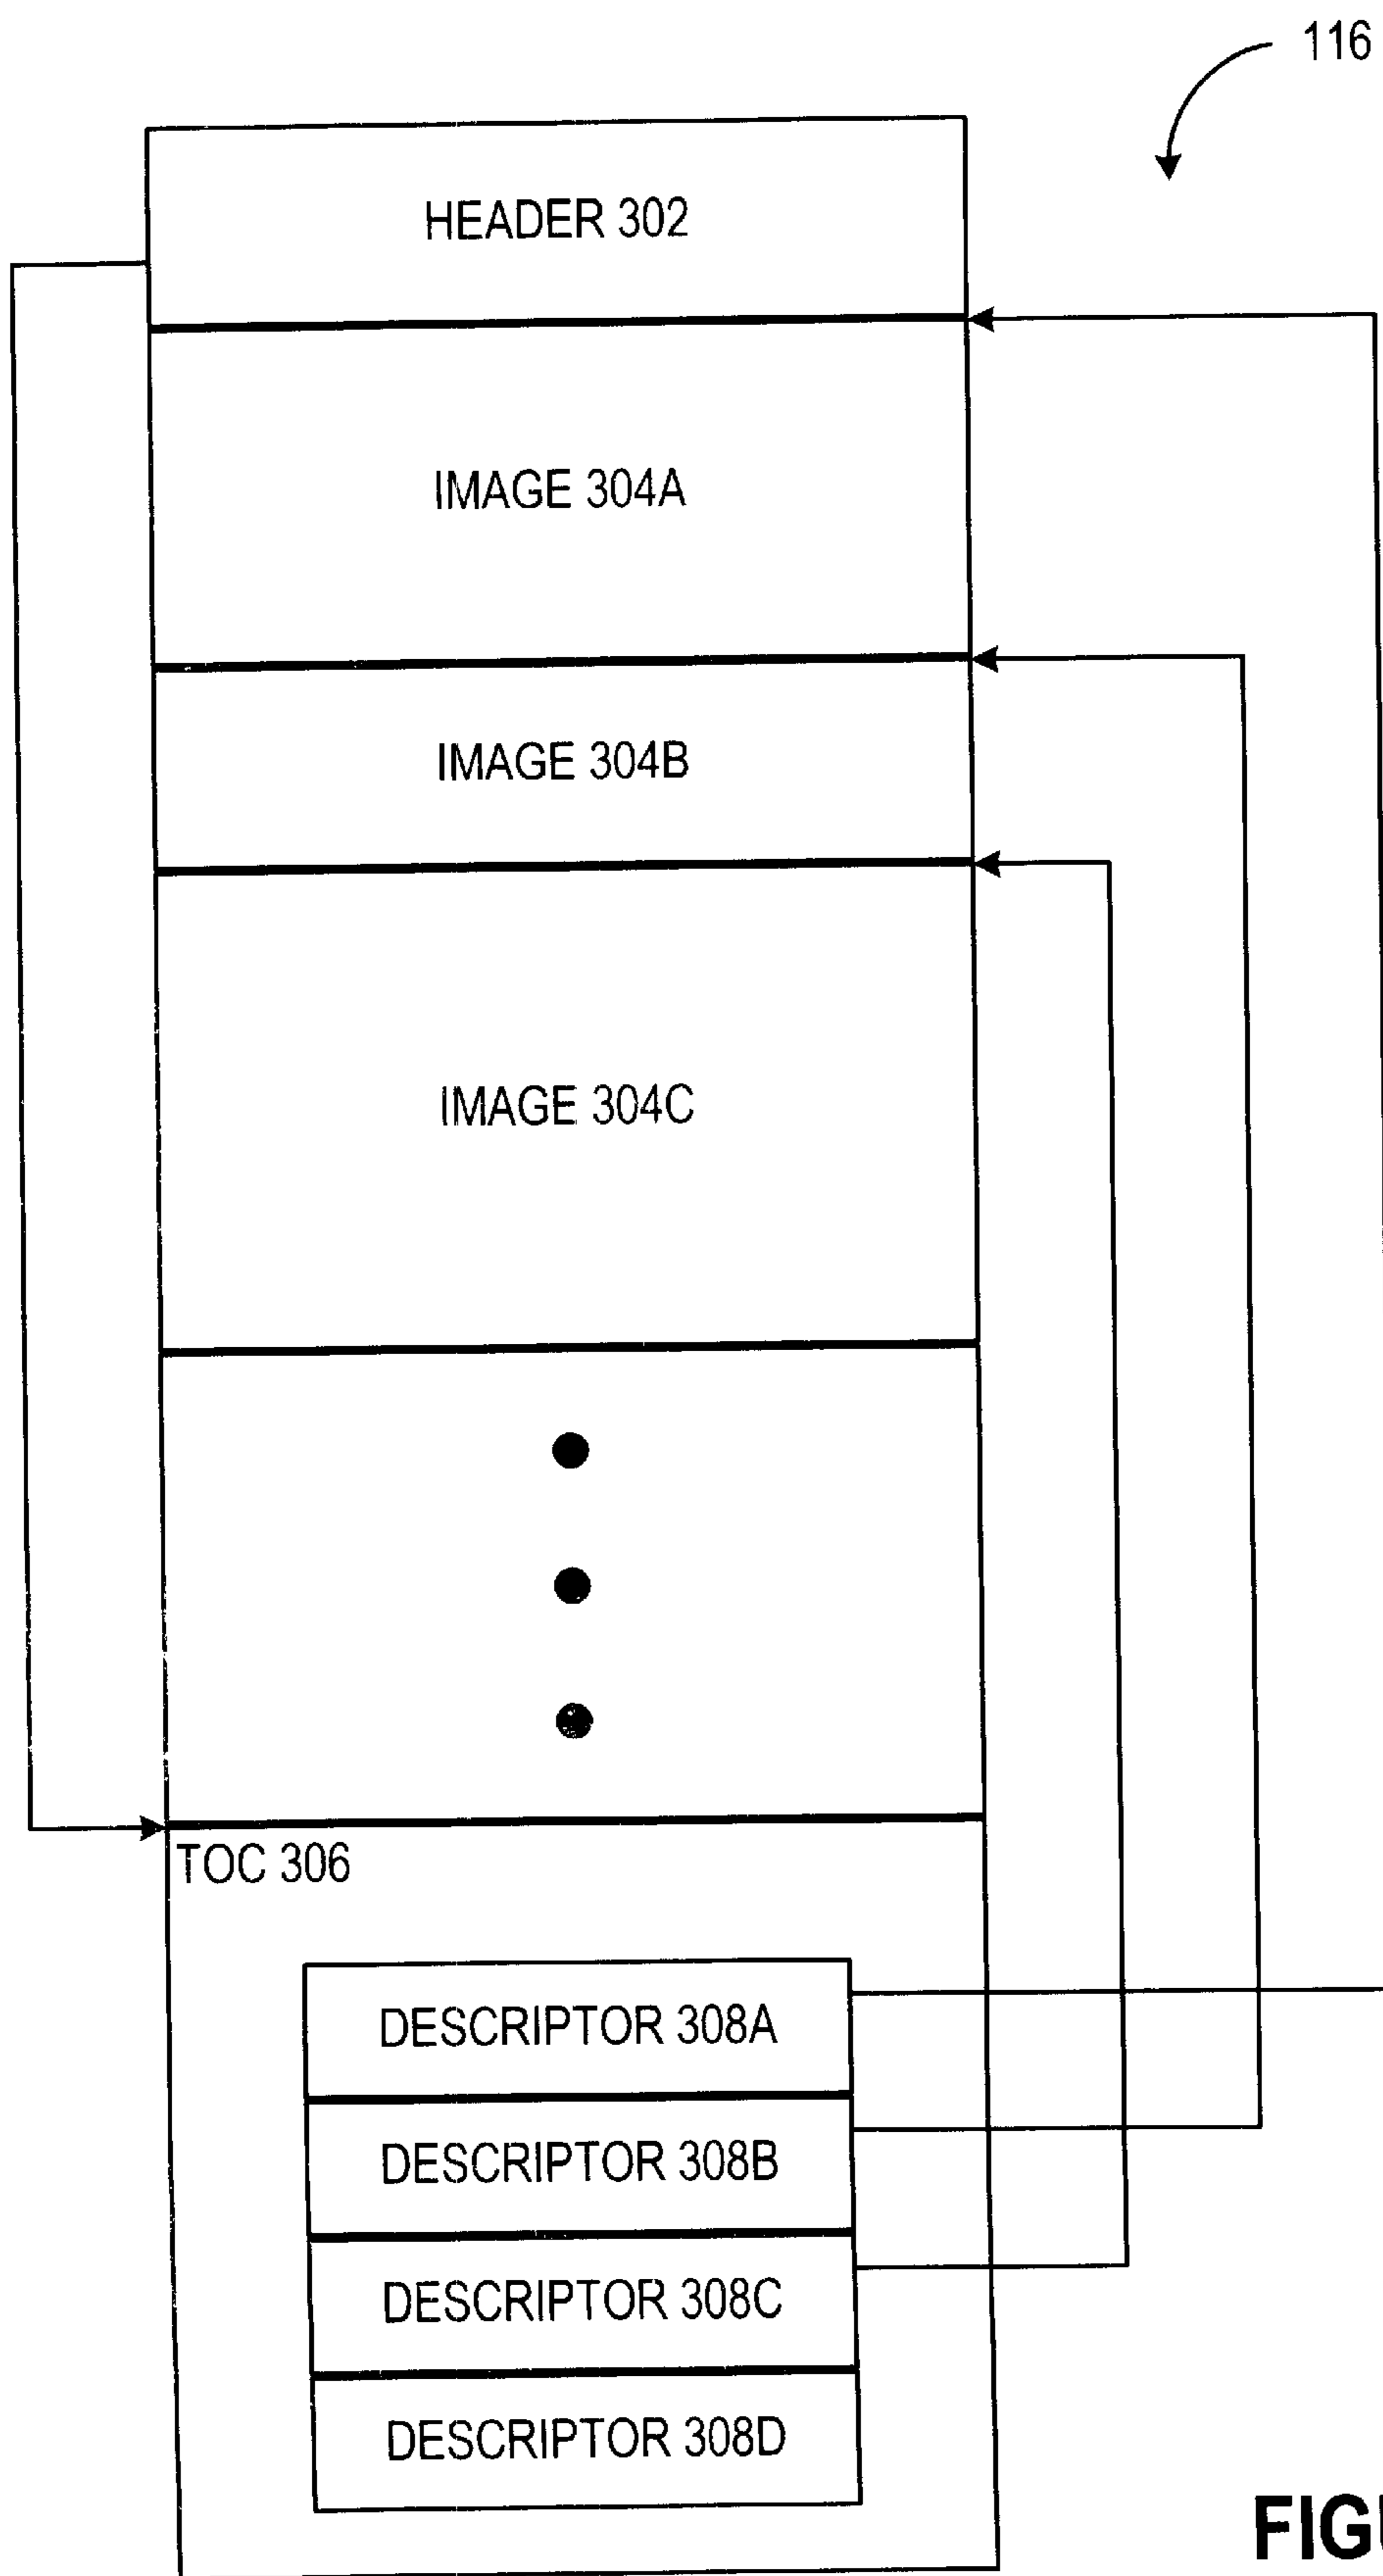 116
HEADER 302
IMAGE 304A
IMAGE 304B
IMAGE 304C
TOC 306
DESCRIPTOR 308A
DESCRIPTOR 308B
DESCRIPTOR 308C
DESCRIPTOR 308D